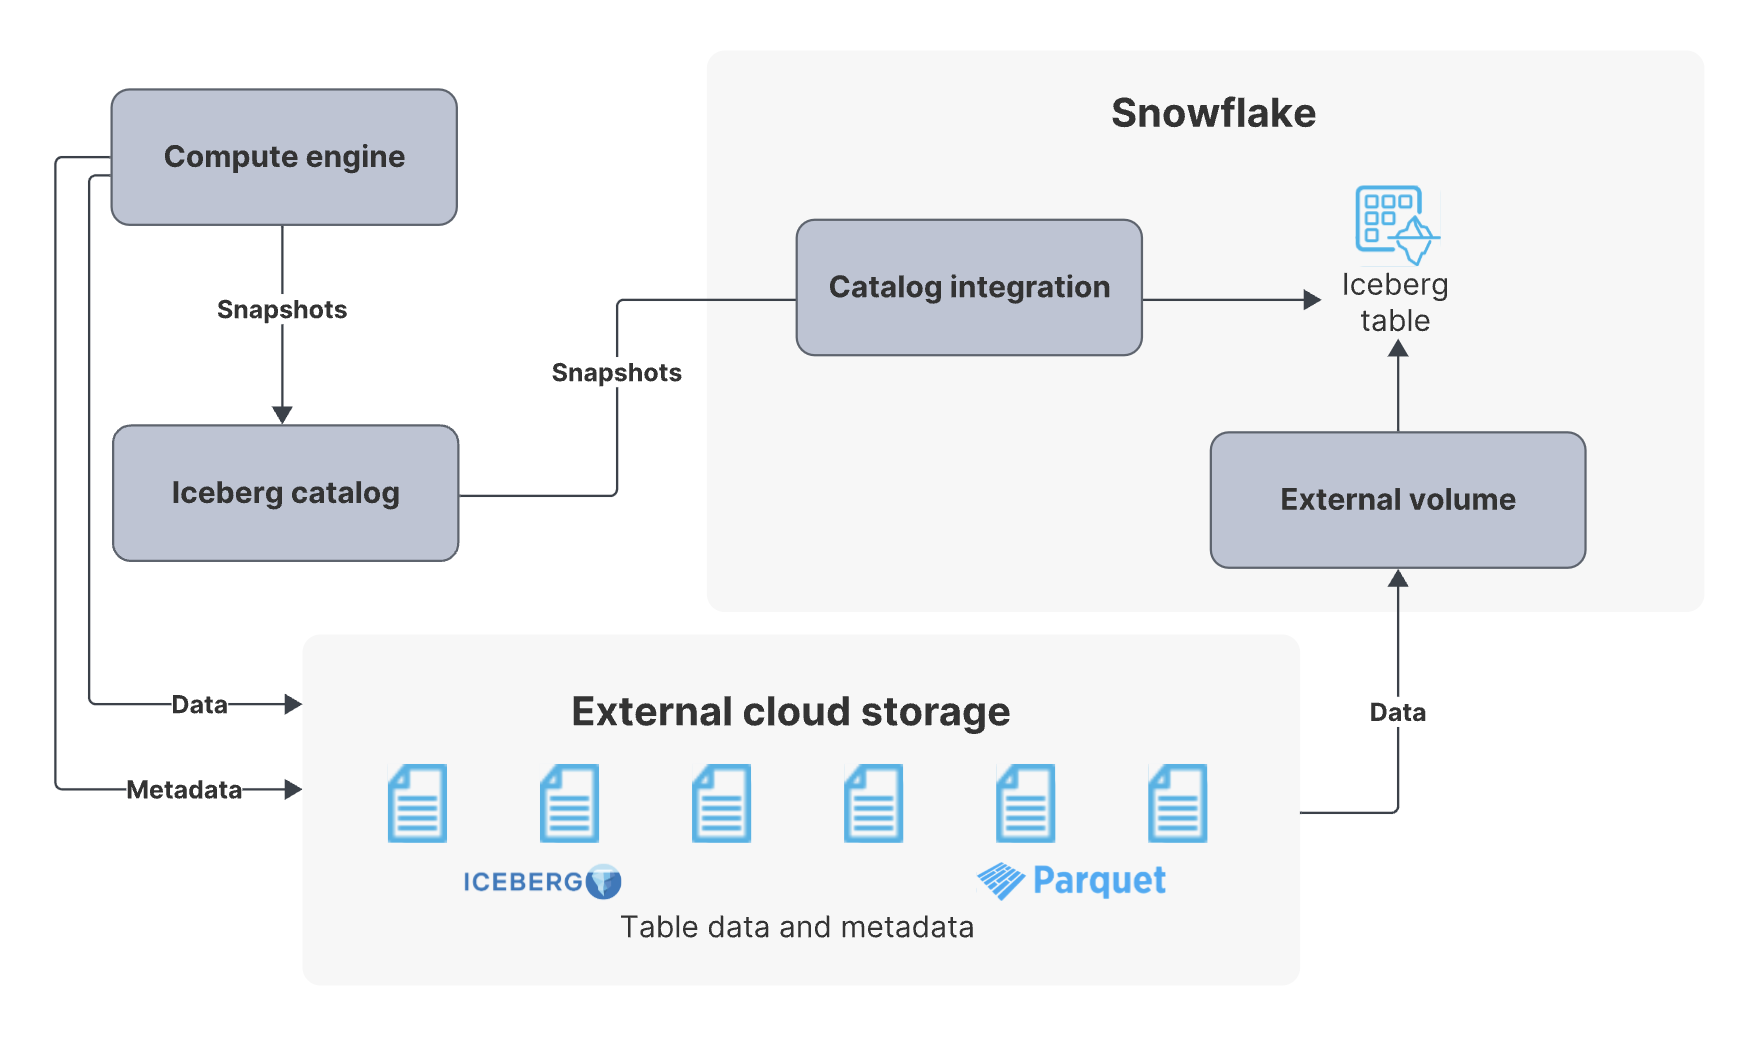 Snowflake
Compute engine
Snapshots
Iceberg catalog
Snapshots
Catalog integration
Iceberg
table
External volume
Data
Metadata
Data
External cloud storage
ICEBERG
Parquet
Table data and metadata